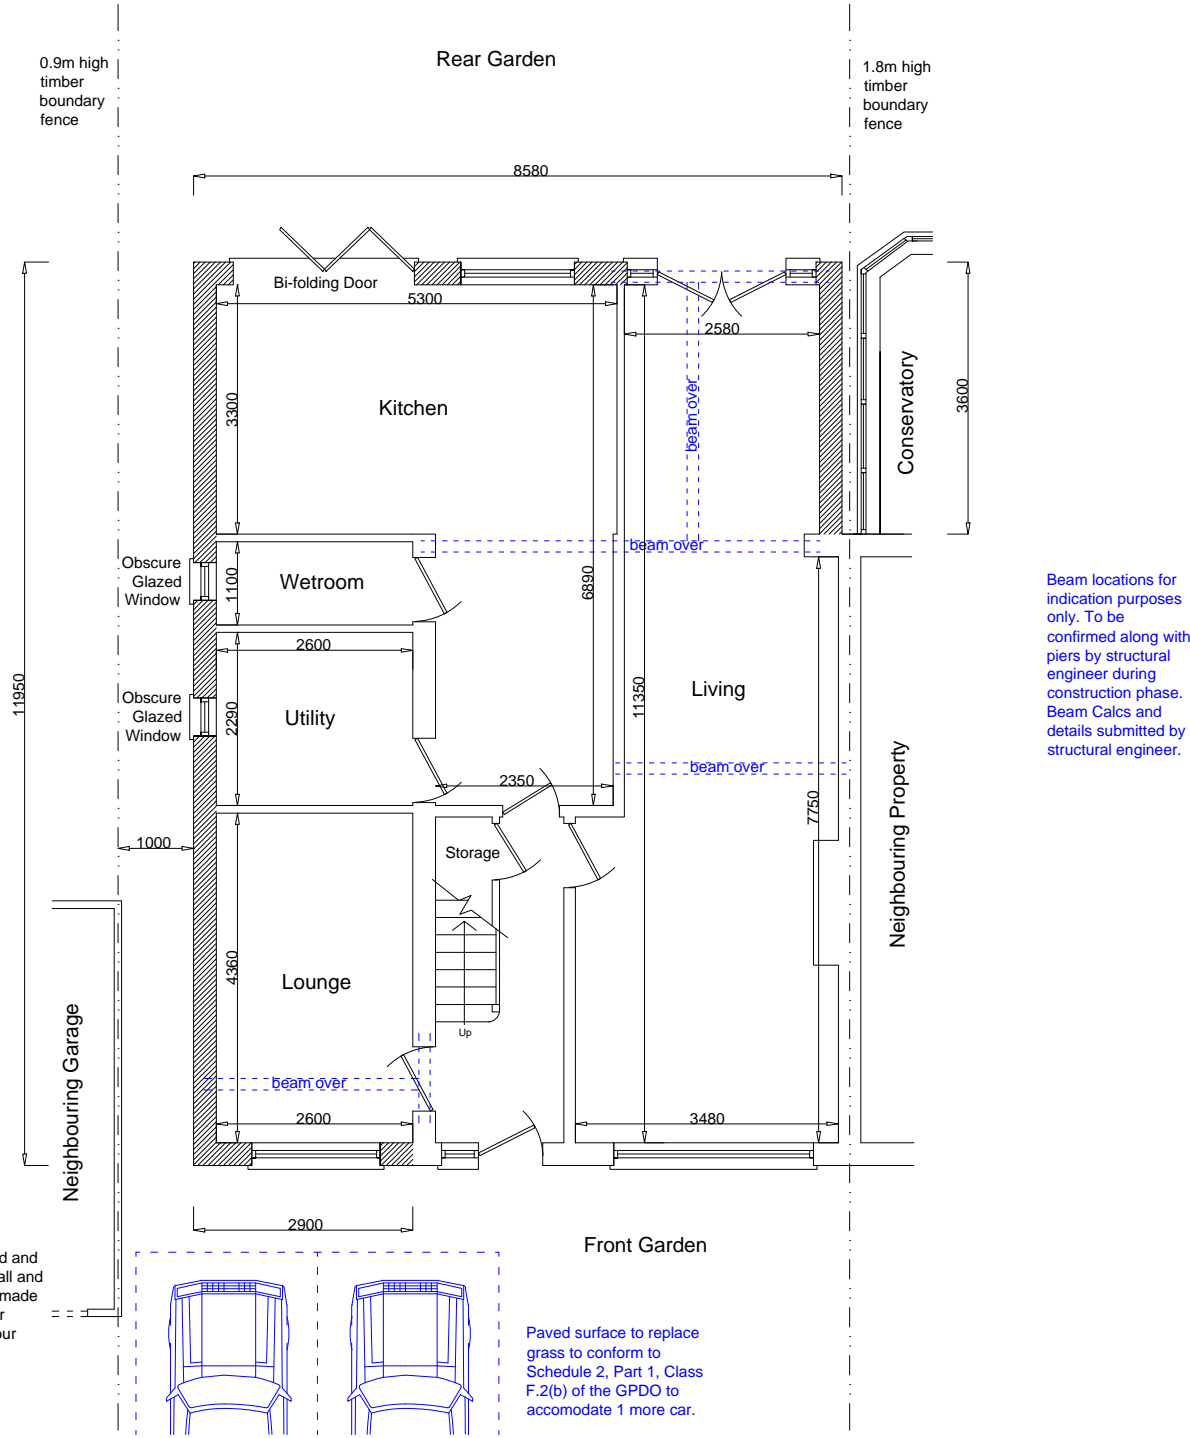 Rear Garden
0.9m high
timber
boundary
fence
1.8m high
timber
boundary
fence
8580
Bi-folding Door
5300
2580
3300
Kitchen
beam over
Conservatory
3600
beam over
Obscure
Glazed
Window
1100
Wetroom
6890
2600
Obscure
Glazed
Window
2290
Utility
11950
11350
Living
Beam locations for
indication purposes
only. To be
confirmed along with
piers by structural
engineer during
construction phase.
Beam Calcs and
details submitted by
structural engineer.
beam over
2350
7750
Neighbouring Property
1000
Storage
4360
Lounge
Up
Neighbouring Garage
beam over
2600
3480
2900
Front Garden
d and
all and
made
r
our
Paved surface to replace
grass to conform to
Schedule 2, Part 1, Class
F.2(b) of the GPDO to
accomodate 1 more car.